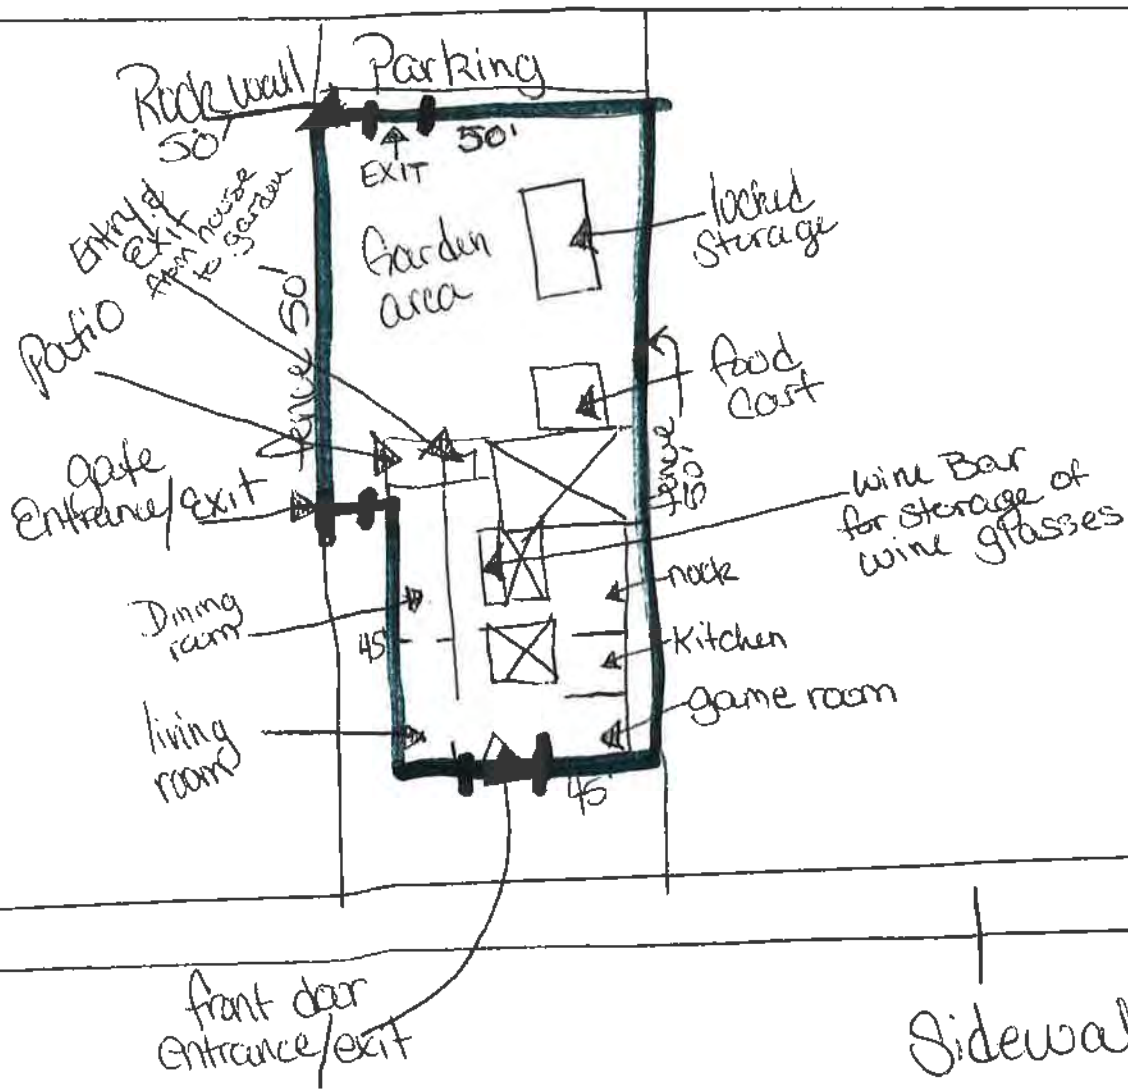 Rock wall
50'
Parking
EXIT
50'
Entry &
Exit
from house
to garden
Garden
area
locked
storage
Patio
fence 50'
food
cart
gate
Entrance/exit
fence
50'
wine Bar
for storage of
wine glasses
Dining
room
nook
45'
Kitchen
living
room
game room
45'
front door
entrance/exit
Sidewal